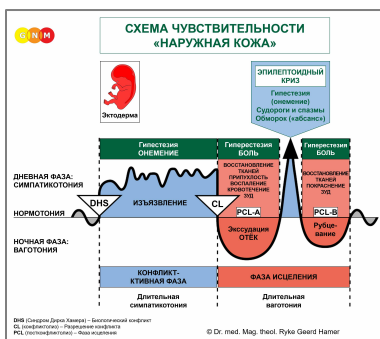 GNM
СХЕМА ЧУВСТВИТЕЛЬНОСТИ
«НАРУЖНАЯ КОЖА»
Эктодерма
ЭПИЛЕПТОИДНЫЙ
КРИЗ
Гипестезия
(онемение)
Судороги и спазмы
Обморок («абсанс»)
Гипестезия
ОНЕМЕНИЕ
Гиперестезия
БОЛЬ
Гиперестезия
БОЛЬ
ДНЕВНАЯ ФАЗА:
СИМПАТИКОТОНИЯ
ВОССТАНОВЛЕНИЕ
ТКАНЕЙ
ПРИПУХЛОСТЬ
ВОСПАЛЕНИЕ
КРОВОТЕЧЕНИЕ
ЗУД
ВОССТАНОВЛЕНИЕ
ТКАНЕЙ
ПОКРАСНЕНИЕ
ЗУД
DHS
ИЗЪЯЗВЛЕНИЕ
CL
НОРМОТОНИЯ
PCL-A
PCL-B
НОЧНАЯ ФАЗА:
ВАГОТОНИЯ
Экссудация
ОТЁК
Рубце-
вание
КОНФЛИКТ-
КТИВНАЯ ФАЗА
ФАЗА ИСЦЕЛЕНИЯ
Длительная
симпатикотония
Длительная
ваготония
DHS (Синдром Дирка Хамера) – Биологический конфликт
CL (конфликтолиз) – Разрешение конфликта
PCL (постконфликтолиз) – Фаза исцеления
© Dr. med. Mag. theol. Ryke Geerd Hamer